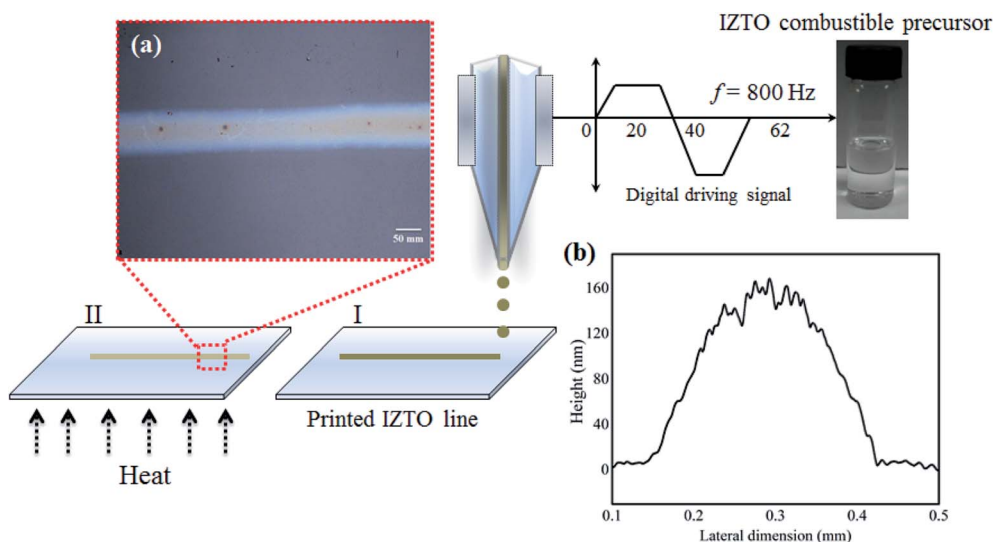 IZTO combustible precursor
(a)
f = 800 Hz
0 20 40 62
Digital driving signal
50 mm
(b)
II
I
Printed IZTO line
Heat
Height (nm)
160
120
80
40
0
0.1 0.2 0.3 0.4 0.5
Lateral dimension (mm)